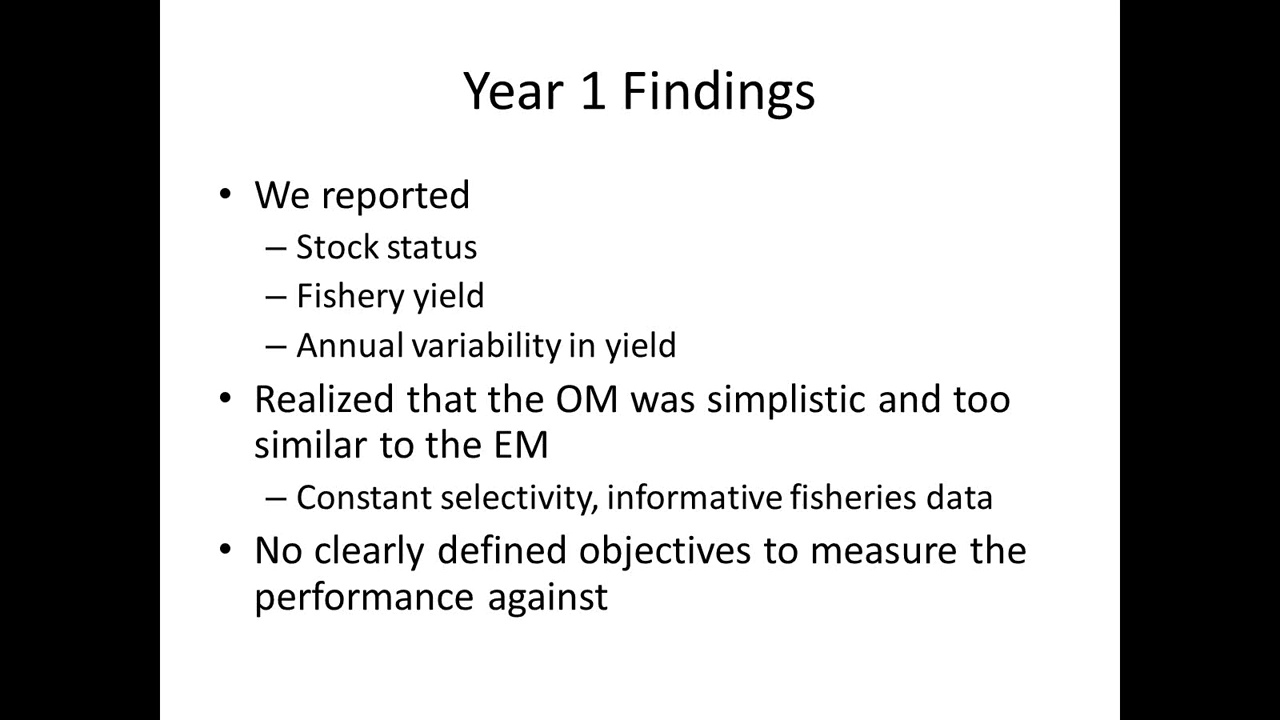 Year 1 Findings
• We reported
– Stock status
– Fishery yield
– Annual variability in yield
• Realized that the OM was simplistic and too
similar to the EM
– Constant selectivity, informative fisheries data
• No clearly defined objectives to measure the
performance against